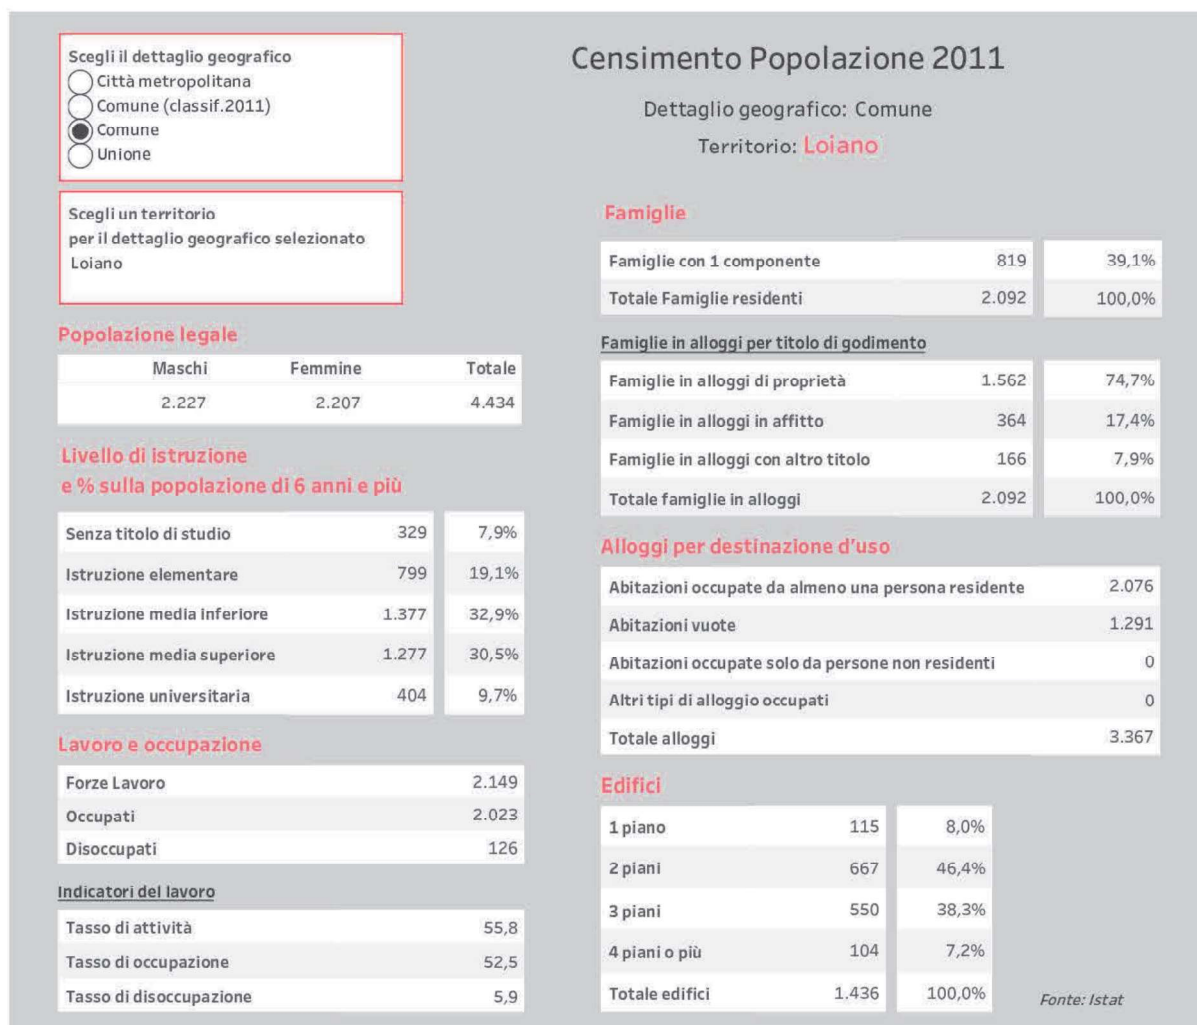 Scegli il dettaglio geografico
Città metropolitana
Comune (classif.2011)
Comune
Unione
Scegli un territorio
per il dettaglio geografico selezionato
Loiano
Popolazione legale
Maschi Femmine Totale
2.227 2.207 4.434
Livello di istruzione
e % sulla popolazione di 6 anni e più
Senza titolo di studio 329 7,9%
Istruzione elementare 799 19,1%
Istruzione media inferiore 1.377 32,9%
Istruzione media superiore 1.277 30,5%
Istruzione universitaria 404 9,7%
Lavoro e occupazione
Forze Lavoro 2.149
Occupati 2.023
Disoccupati 126
Indicatori del lavoro
Tasso di attività 55,8
Tasso di occupazione 52,5
Tasso di disoccupazione 5,9
Censimento Popolazione 2011
Dettaglio geografico: Comune
Territorio: Loiano
Famiglie
Famiglie con 1 componente 819 39,1%
Totale Famiglie residenti 2.092 100,0%
Famiglie in alloggi per titolo di godimento
Famiglie in alloggi di proprietà 1.562 74,7%
Famiglie in alloggi in affitto 364 17,4%
Famiglie in alloggi con altro titolo 166 7,9%
Totale famiglie in alloggi 2.092 100,0%
Alloggi per destinazione d'uso
Abitazioni occupate da almeno una persona residente 2.076
Abitazioni vuote 1.291
Abitazioni occupate solo da persone non residenti 0
Altri tipi di alloggio occupati 0
Totale alloggi 3.367
Edifici
1 piano 115 8,0%
2 piani 667 46,4%
3 piani 550 38,3%
4 piani o più 104 7,2%
Totale edifici 1.436 100,0%
Fonte: Istat